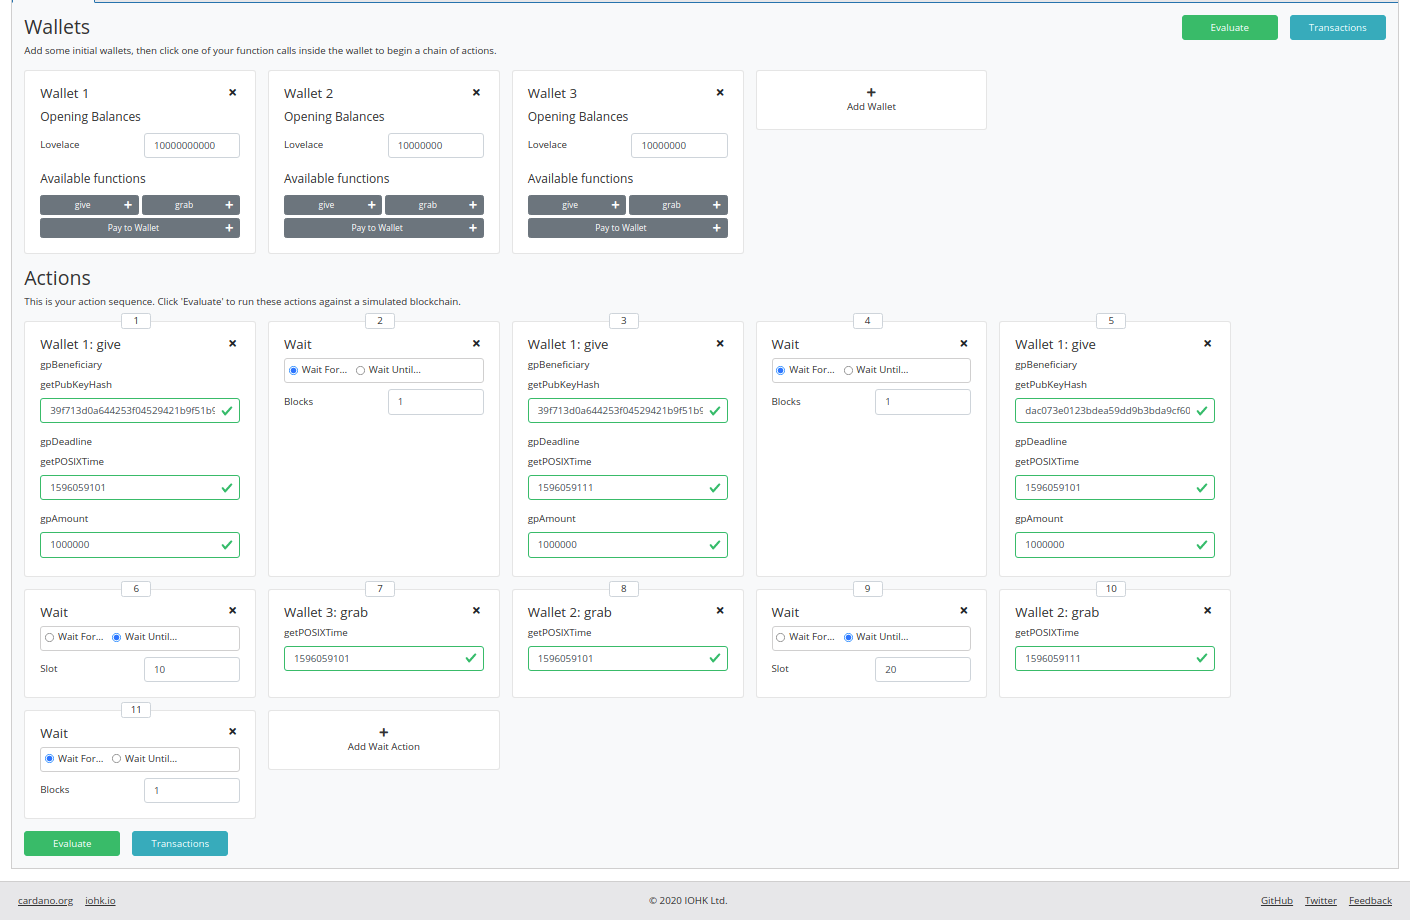 Wallets
Evaluate Transactions
Add some initial wallets, then click one of your function calls inside the wallet to begin a chain of actions.
Wallet 1 × Wallet 2 × Wallet 3 × +
Add Wallet
Opening Balances Opening Balances Opening Balances
Lovelace 10000000000 Lovelace 10000000 Lovelace 10000000
Available functions Available functions Available functions
give + grab + give + grab + give + grab +
Pay to Wallet + Pay to Wallet + Pay to Wallet +
Actions
This is your action sequence. Click 'Evaluate' to run these actions against a simulated blockchain.
1 2 3 4 5
Wallet 1: give × Wait × Wallet 1: give × Wait × Wallet 1: give ×
gpBeneficiary Wait For... Wait Until... gpBeneficiary Wait For... Wait Until... gpBeneficiary
getPubKeyHash getPubKeyHash getPubKeyHash
39f713d0a644253f04529421b9f51b9 Blocks 1 39f713d0a644253f04529421b9f51b9 Blocks 1 dac073e0123bdea59dd9b3bda9cf60
gpDeadline gpDeadline gpDeadline
getPOSIXTime getPOSIXTime getPOSIXTime
1596059101 1596059111 1596059101
gpAmount gpAmount gpAmount
1000000 1000000 1000000
6 7 8 9 10
Wait × Wallet 3: grab × Wallet 2: grab × Wait × Wallet 2: grab ×
Wait For... Wait Until... getPOSIXTime getPOSIXTime Wait For... Wait Until... getPOSIXTime
Slot 10 1596059101 1596059101 Slot 20 1596059111
11
Wait × +
Add Wait Action
Wait For... Wait Until...
Blocks 1
Evaluate Transactions
cardano.org iohk.io © 2020 IOHK Ltd. GitHub Twitter Feedback